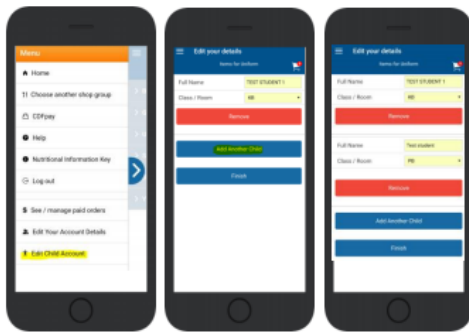 Menu
Home
Choose another shop group
CDFpay
Help
Nutritional Information Key
Log out
See / manage paid orders
Edit Your Account Details
Edit Child Account
Edit your details
Items for Uniform
Full Name TEST STUDENT 1
Class / Room KB
Remove
Add Another Child
Finish
Edit your details
Items for Uniform
Full Name TEST STUDENT 1
Class / Room KB
Remove
Full Name Test student
Class / Room PB
Remove
Add Another Child
Finish